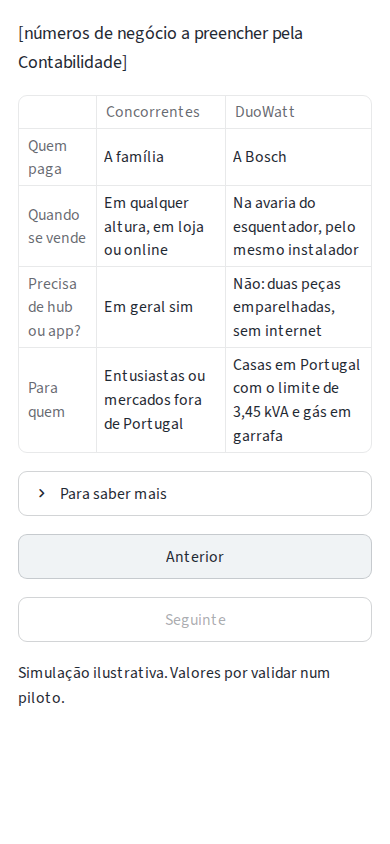 [números de negócio a preencher pela
Contabilidade]
Concorrentes DuoWatt
Quem
paga
A família
A Bosch
Quando
se vende
Em qualquer
altura, em loja
ou online
Na avaria do
esquentador, pelo
mesmo instalador
Precisa
de hub
ou app?
Em geral sim
Não: duas peças
emparelhadas,
sem internet
Para
quem
Entusiastas ou
mercados fora
de Portugal
Casas em Portugal
com o limite de
3,45 kVA e gás em
garrafa
Para saber mais
Anterior
Seguinte
Simulação ilustrativa. Valores por validar num
piloto.